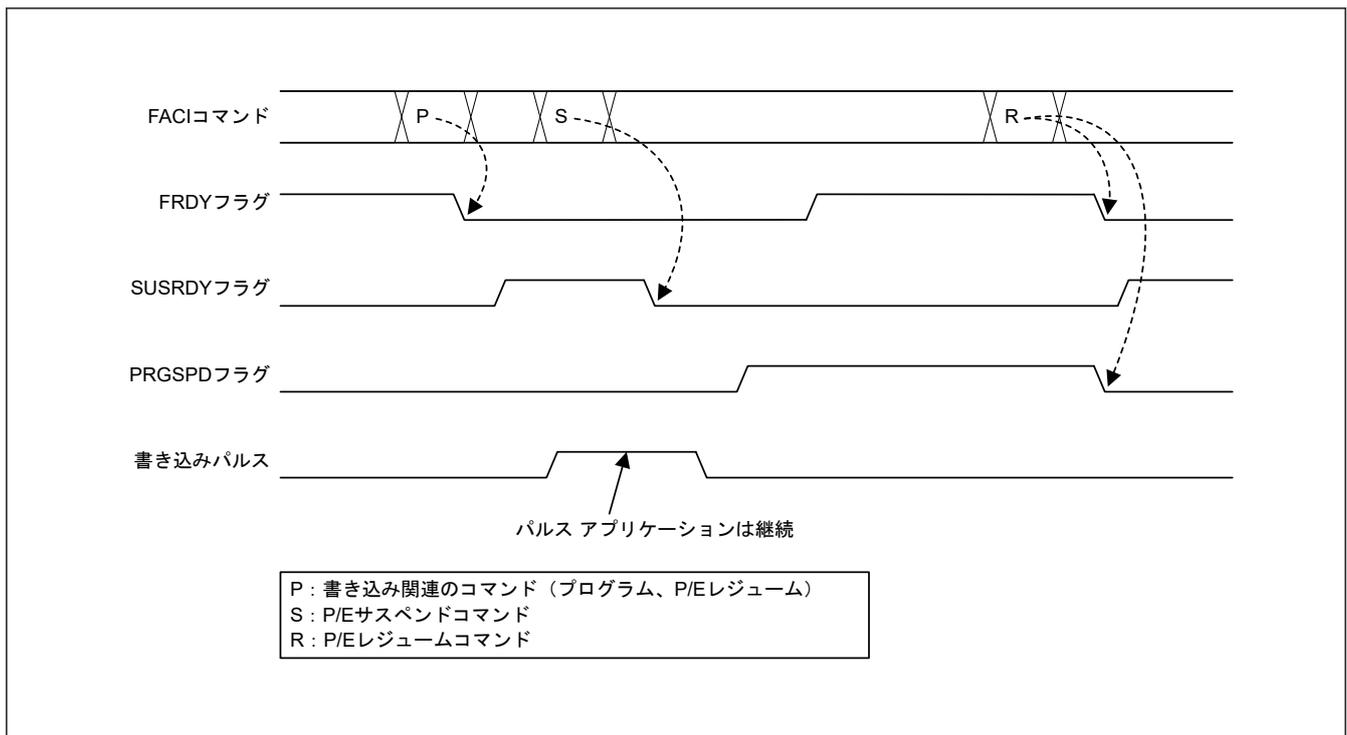 FACIコマンド
P
S
R
FRDYフラグ
SUSRDYフラグ
PRGSPDフラグ
書き込みパルス
パルス アプリケーションは継続
P:書き込み関連のコマンド(プログラム、P/Eレジューム)
S:P/Eサスペンドコマンド
R:P/Eレジュームコマンド